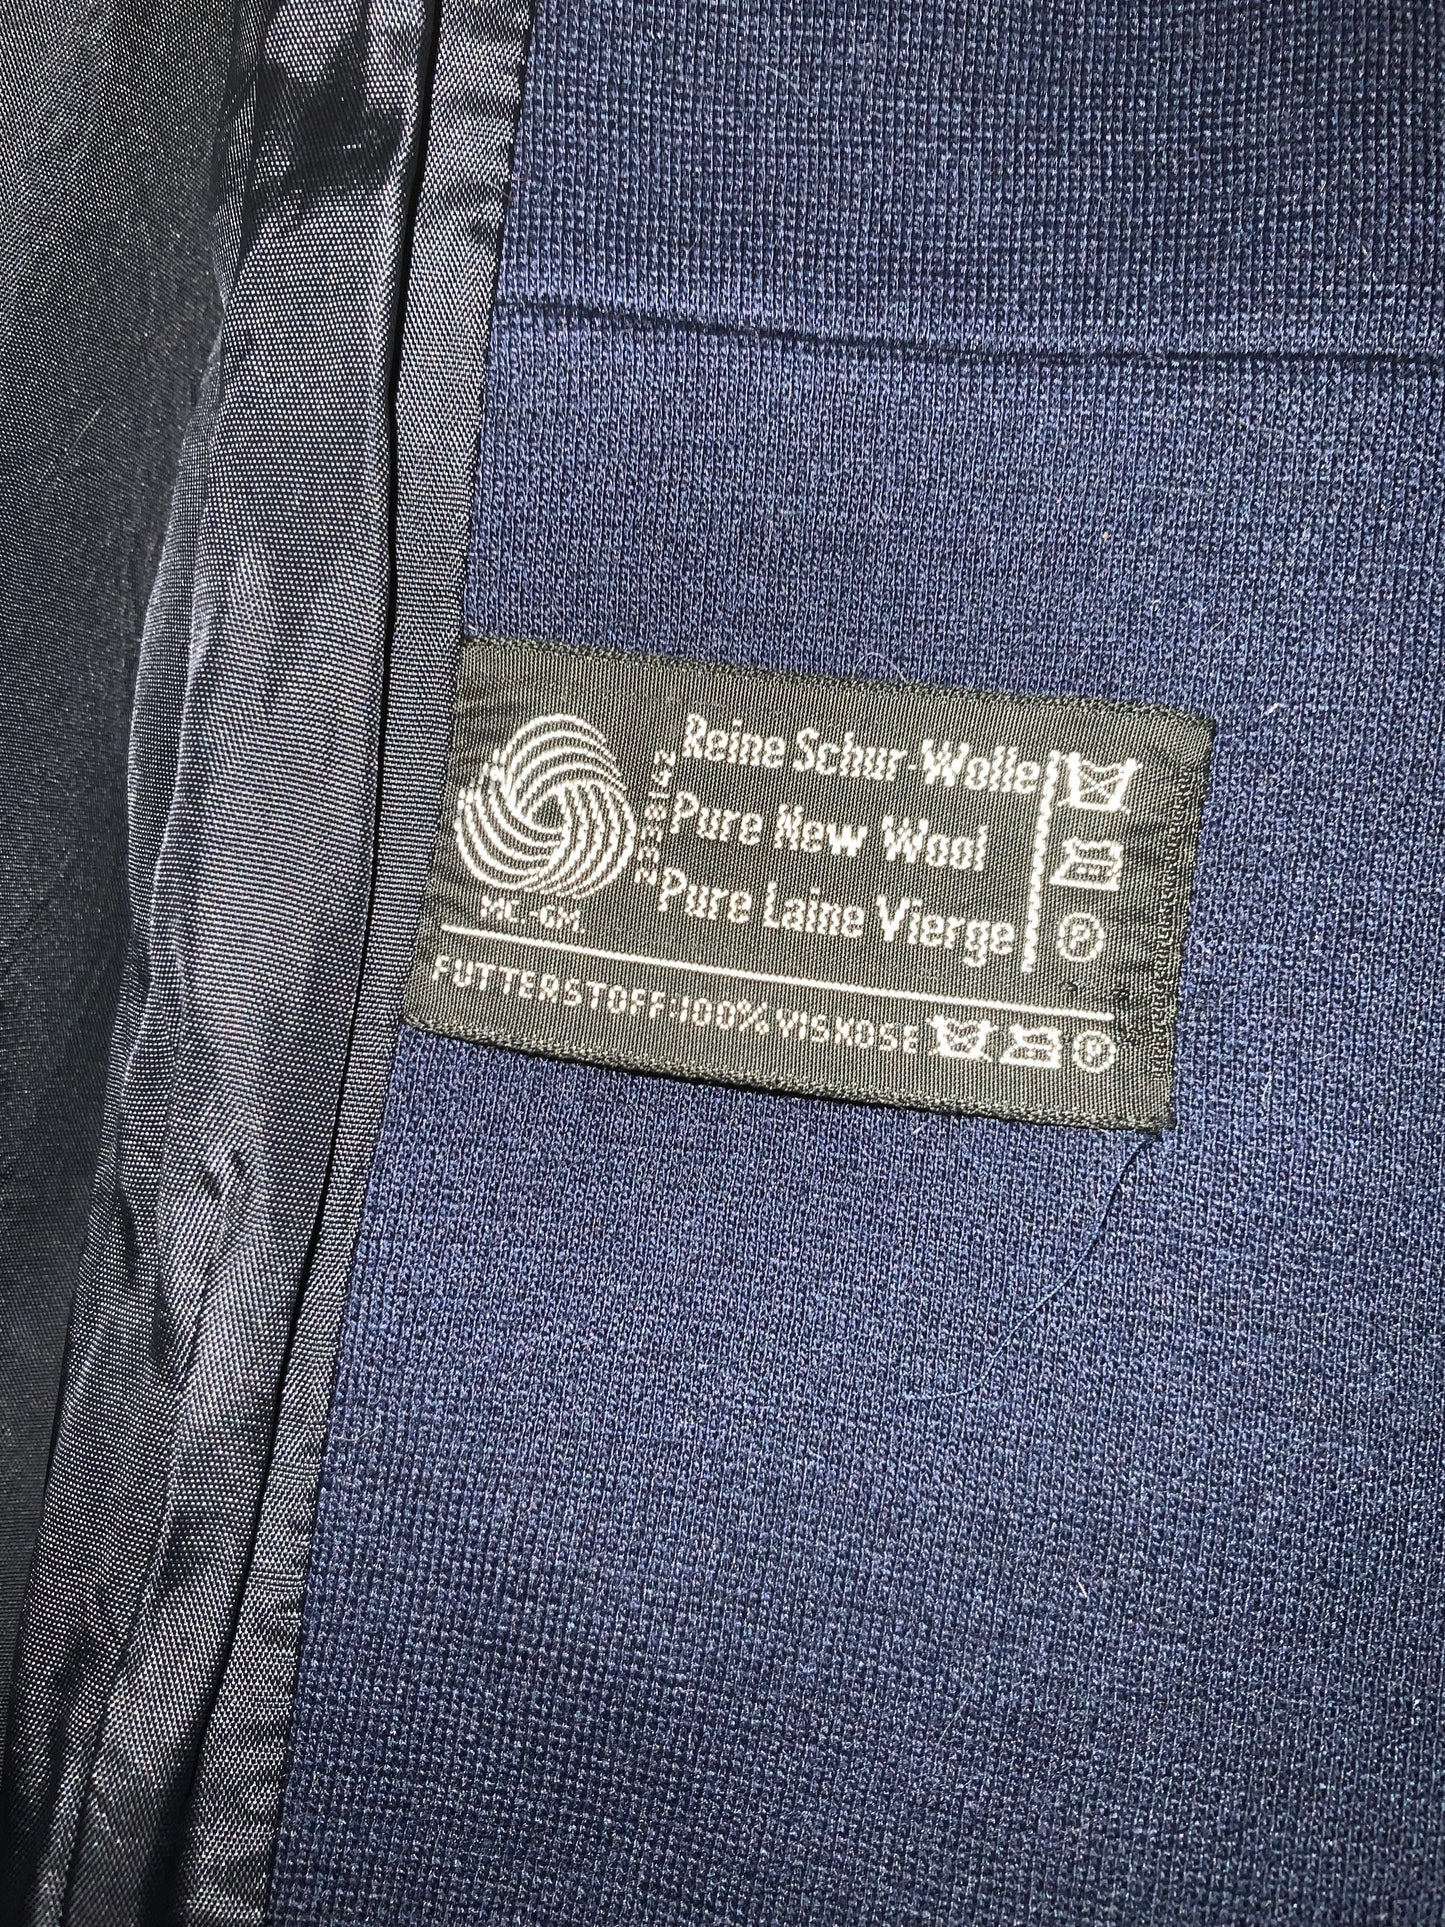 Reine Schur-Wolle
Pure New Wool
Pure Laine Vierge
P
FUTTERSTOFF:100% VISKOSE